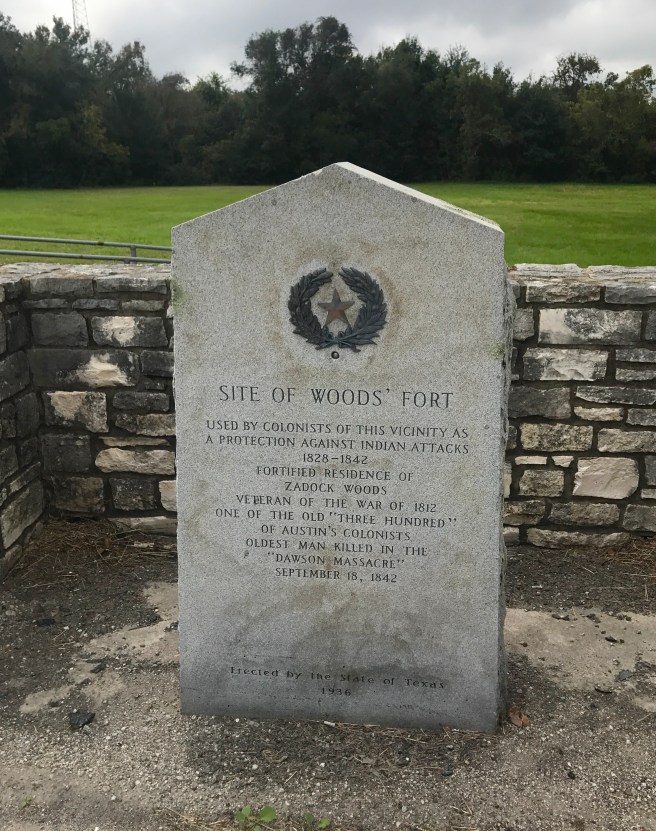 SITE OF WOODS' FORT
USED BY COLONISTS OF THIS VICINITY AS
A PROTECTION AGAINST INDIAN ATTACKS
1828-1842
FORTIFIED RESIDENCE OF
ZADOCK WOODS
VETERAN OF THE WAR OF 1812
ONE OF THE OLD "THREE HUNDRED"
OF AUSTIN'S COLONISTS
OLDEST MAN KILLED IN THE
"DAWSON MASSACRE"
SEPTEMBER 18, 1842
Erected by the State of Texas
1936